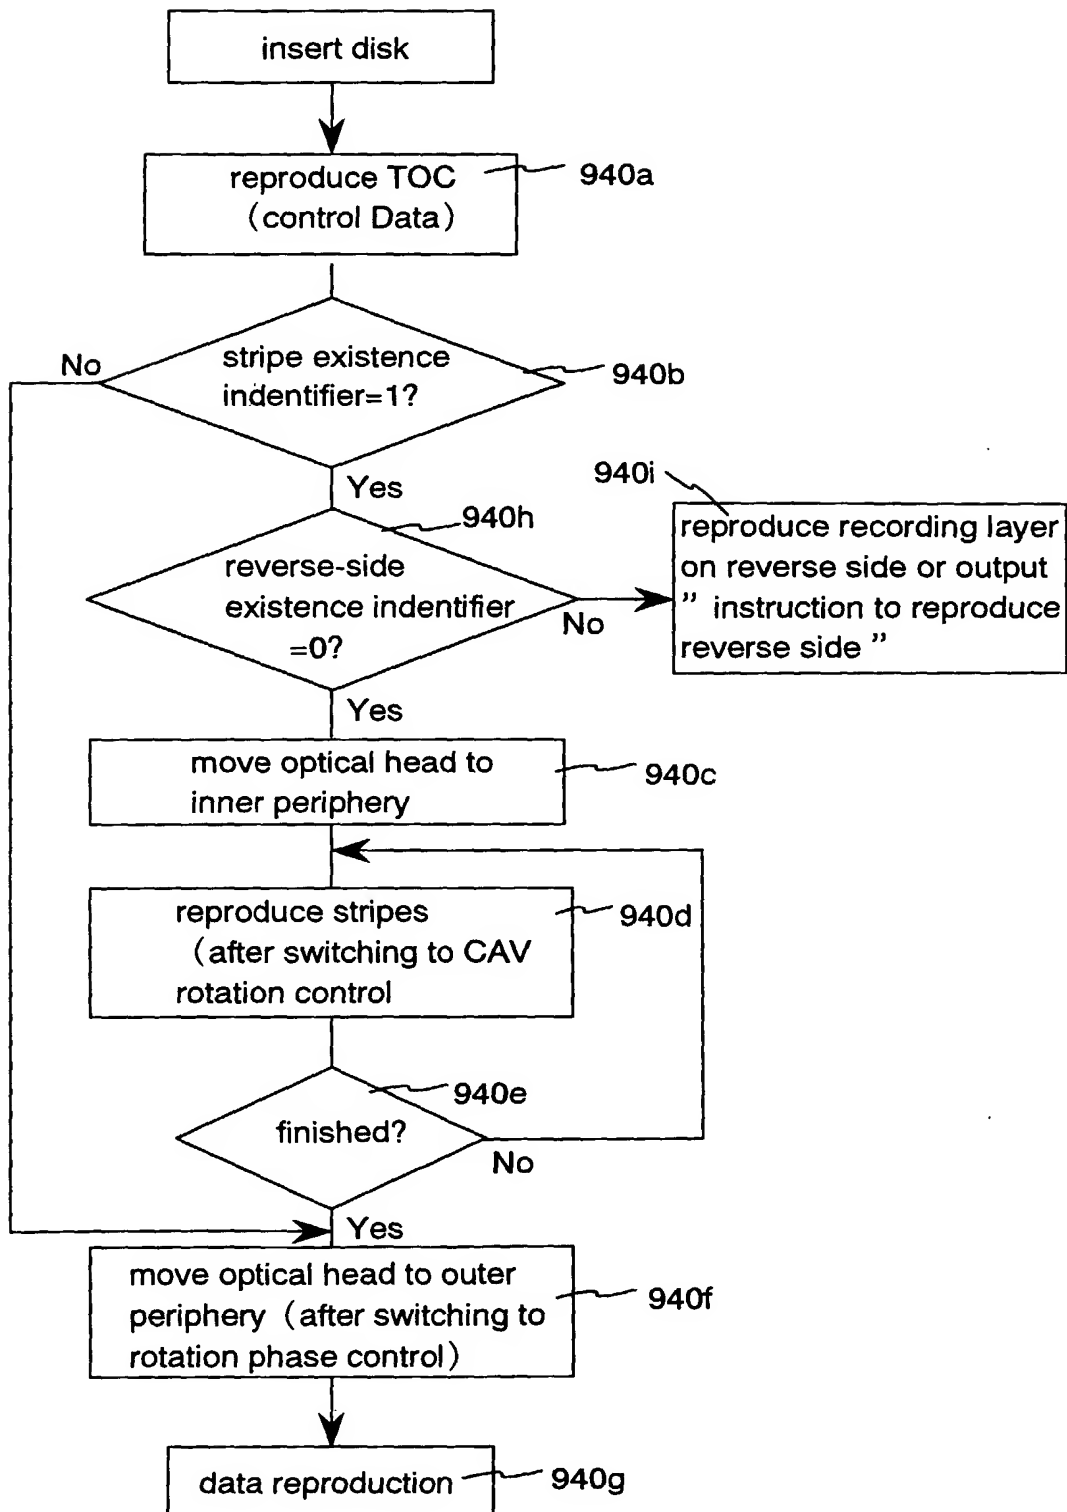 insert disk
reproduce TOC
(control Data)
940a
No
stripe existence
indentifier=1?
940b
Yes
940h
940i
reverse-side
existence indentifier
=0?
No
reproduce recording layer
on reverse side or output
” instruction to reproduce
reverse side ”
Yes
move optical head to
inner periphery
940c
reproduce stripes
(after switching to CAV
rotation control
940d
940e
finished?
No
Yes
move optical head to outer
periphery (after switching to
rotation phase control)
940f
data reproduction
940g